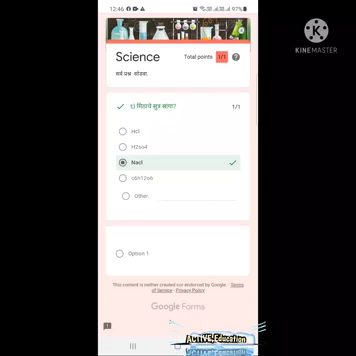 12:46
97%
KINEMASTER
Science
Total points 1/1
सर्व प्रश्न सोडवा.
१) मिठाचे सुत्र सांगा?
1/1
Hcl
H2so4
Nacl
c6h12o6
Other:
Option 1
This content is neither created nor endorsed by Google. - Terms
of Service - Privacy Policy
Google Forms
ACTIVE Education